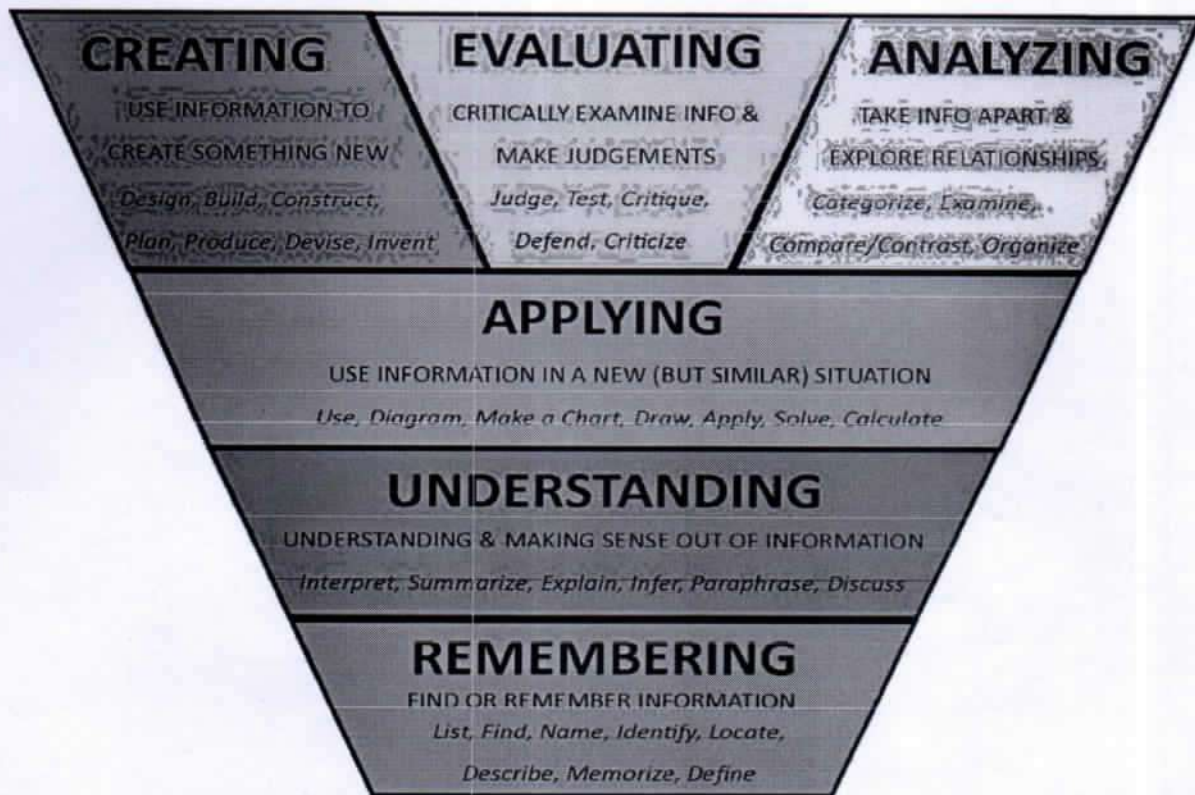 CREATING
USE INFORMATION TO
CREATE SOMETHING NEW
Design, Build, Construct,
Plan, Produce, Devise, Invent
EVALUATING
CRITICALLY EXAMINE INFO &
MAKE JUDGEMENTS
Judge, Test, Critique,
Defend, Criticize
ANALYZING
TAKE INFO APART &
EXPLORE RELATIONSHIPS
Categorize, Examine,
Compare/Contrast, Organize
APPLYING
USE INFORMATION IN A NEW (BUT SIMILAR) SITUATION
Use, Diagram, Make a Chart, Draw, Apply, Solve, Calculate
UNDERSTANDING
UNDERSTANDING & MAKING SENSE OUT OF INFORMATION
Interpret, Summarize, Explain, Infer, Paraphrase, Discuss
REMEMBERING
FIND OR REMEMBER INFORMATION
List, Find, Name, Identify, Locate,
Describe, Memorize, Define